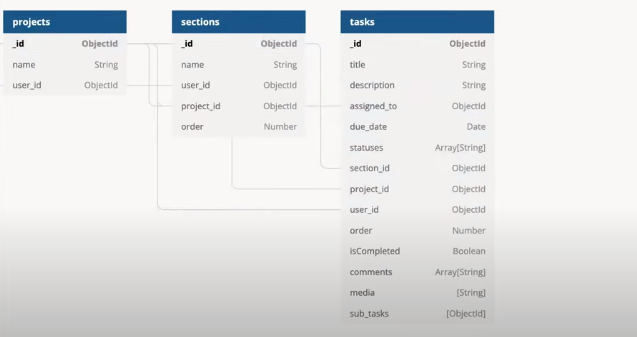 projects
_id ObjectId
name String
user_id ObjectId
sections
_id ObjectId
name String
user_id ObjectId
project_id ObjectId
order Number
tasks
_id ObjectId
title String
description String
assigned_to ObjectId
due_date Date
statuses Array[String]
section_id ObjectId
project_id ObjectId
user_id ObjectId
order Number
isCompleted Boolean
comments Array[String]
media [String]
sub_tasks [ObjectId]